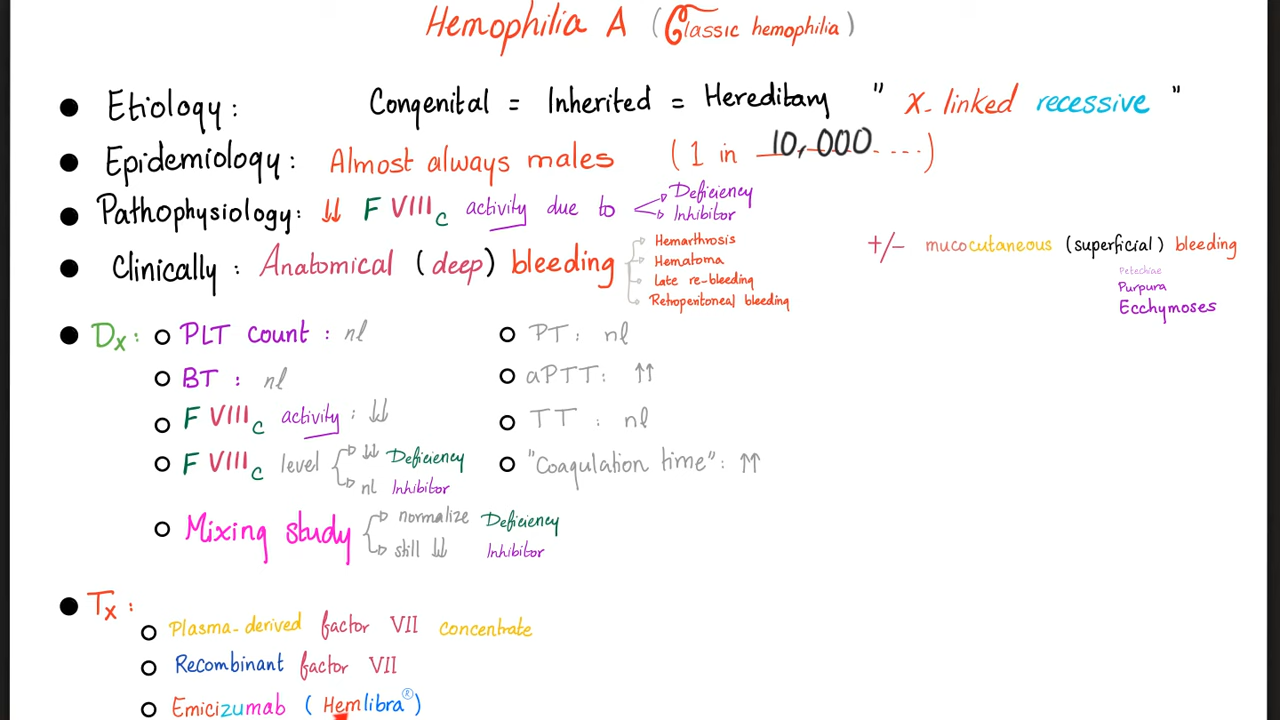 Hemophilia A (Classic hemophilia)
● Etiology: Congenital = Inherited = Hereditary "X-linked recessive"
● Epidemiology: Almost always males (1 in 10,000 ....)
● Pathophysiology: ↓↓ F VIII c activity due to Deficiency
Inhibitor
● Clinically: Anatomical (deep) bleeding
Hemarthrosis
Hematoma
Late re-bleeding
Retroperitoneal bleeding
+/- mucocutaneous (superficial) bleeding
Petechiae
Purpura
Ecchymoses
● Dx:
○ PLT count: nl
○ BT: nl
○ F VIII c activity: ↓↓
○ F VIII c level ↓↓ Deficiency
nl Inhibitor
○ Mixing study normalize Deficiency
still ↓↓ Inhibitor
○ PT: nl
○ aPTT: ↑↑
○ TT: nl
○ "Coagulation time": ↑↑
● Tx:
○ Plasma-derived factor VII concentrate
○ Recombinant factor VII
○ Emicizumab (Hemlibra®)